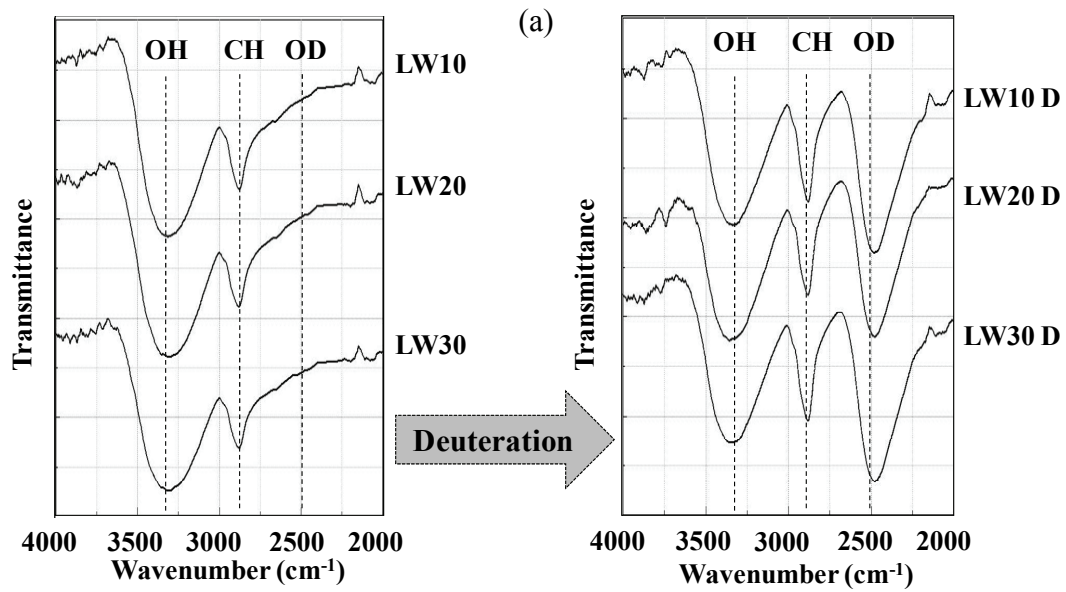 (a)
OH CH OD
LW10
LW20
LW30
Transmittance
4000 3500 3000 2500 2000
Wavenumber (cm-1)
Deuteration
OH CH OD
LW10 D
LW20 D
LW30 D
Transmittance
4000 3500 3000 2500 2000
Wavenumber (cm-1)